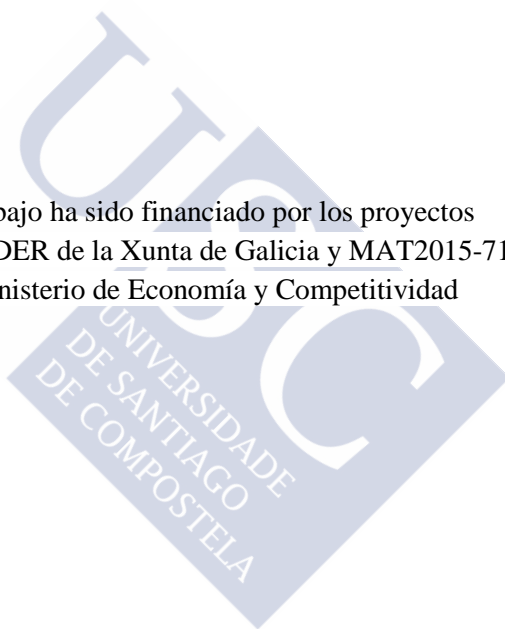 bajo ha sido financiado por los proyectos
DER de la Xunta de Galicia y MAT2015-71
nisterio de Economía y Competitividad
USC
UNIVERSIDADE
DE SANTIAGO
DE COMPOSTELA